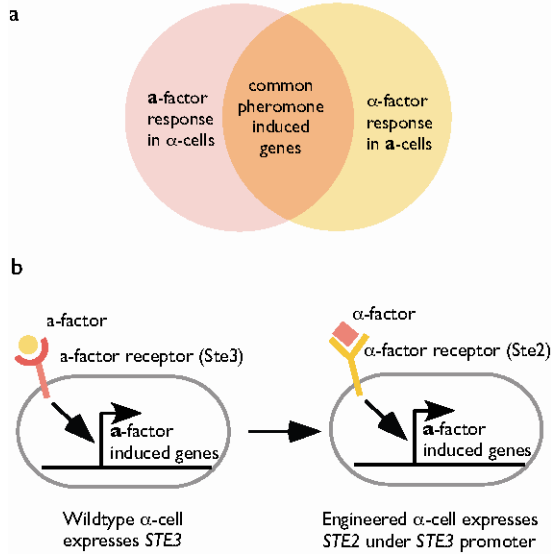 a
a-factor
response
in α-cells
common
pheromone
induced
genes
α-factor
response
in a-cells
b
a-factor
a-factor receptor (Ste3)
a-factor
induced genes
Wildtype α-cell
expresses STE3
α-factor
α-factor receptor (Ste2)
a-factor
induced genes
Engineered α-cell expresses
STE2 under STE3 promoter